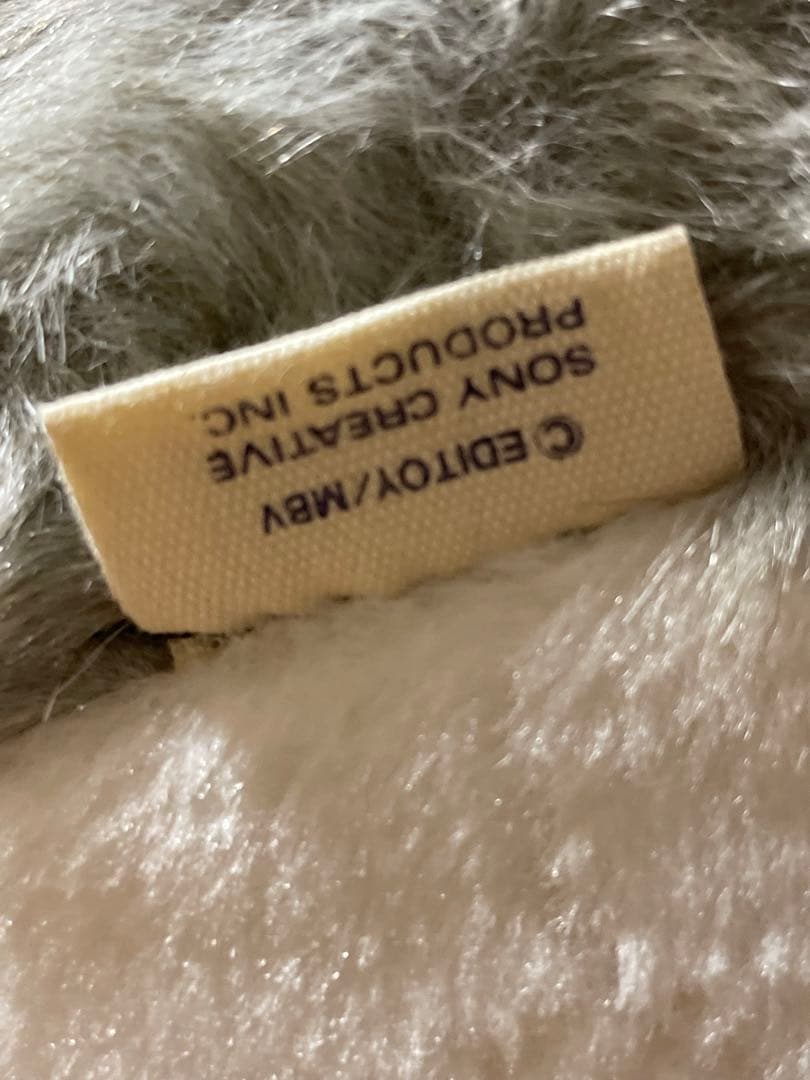 © EDITOY/MBV
SONY CREATIVE
PRODUCTS INC.